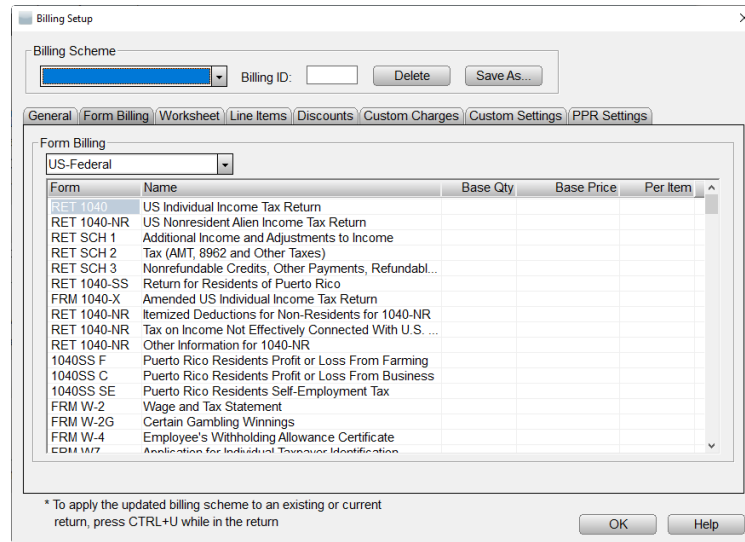 Billing Setup
Billing Scheme
Billing ID: Delete Save As...
General Form Billing Worksheet Line Items Discounts Custom Charges Custom Settings PPR Settings
Form Billing
US-Federal
Form Name Base Qty Base Price Per Item
RET 1040 US Individual Income Tax Return
RET 1040-NR US Nonresident Alien Income Tax Return
RET SCH 1 Additional Income and Adjustments to Income
RET SCH 2 Tax (AMT, 8962 and Other Taxes)
RET SCH 3 Nonrefundable Credits, Other Payments, Refundabl...
RET 1040-SS Return for Residents of Puerto Rico
FRM 1040-X Amended US Individual Income Tax Return
RET 1040-NR Itemized Deductions for Non-Residents for 1040-NR
RET 1040-NR Tax on Income Not Effectively Connected With U.S. ...
RET 1040-NR Other Information for 1040-NR
1040SS F Puerto Rico Residents Profit or Loss From Farming
1040SS C Puerto Rico Residents Profit or Loss From Business
1040SS SE Puerto Rico Residents Self-Employment Tax
FRM W-2 Wage and Tax Statement
FRM W-2G Certain Gambling Winnings
FRM W-4 Employee's Withholding Allowance Certificate
FRM W7 Application for Individual Taxpayer Identification
* To apply the updated billing scheme to an existing or current
return, press CTRL+U while in the return
OK Help